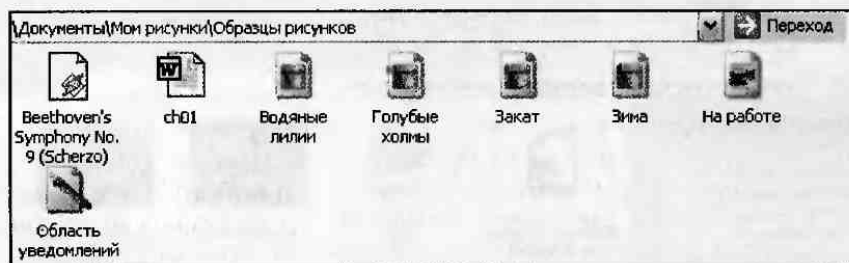 \Документы\Мои рисунки\Образцы рисунков
Переход
Beethoven's
Symphony No.
9 (Scherzo)
ch01
Водяные
лилии
Голубые
холмы
Закат
Зима
На работе
Область
уведомлений